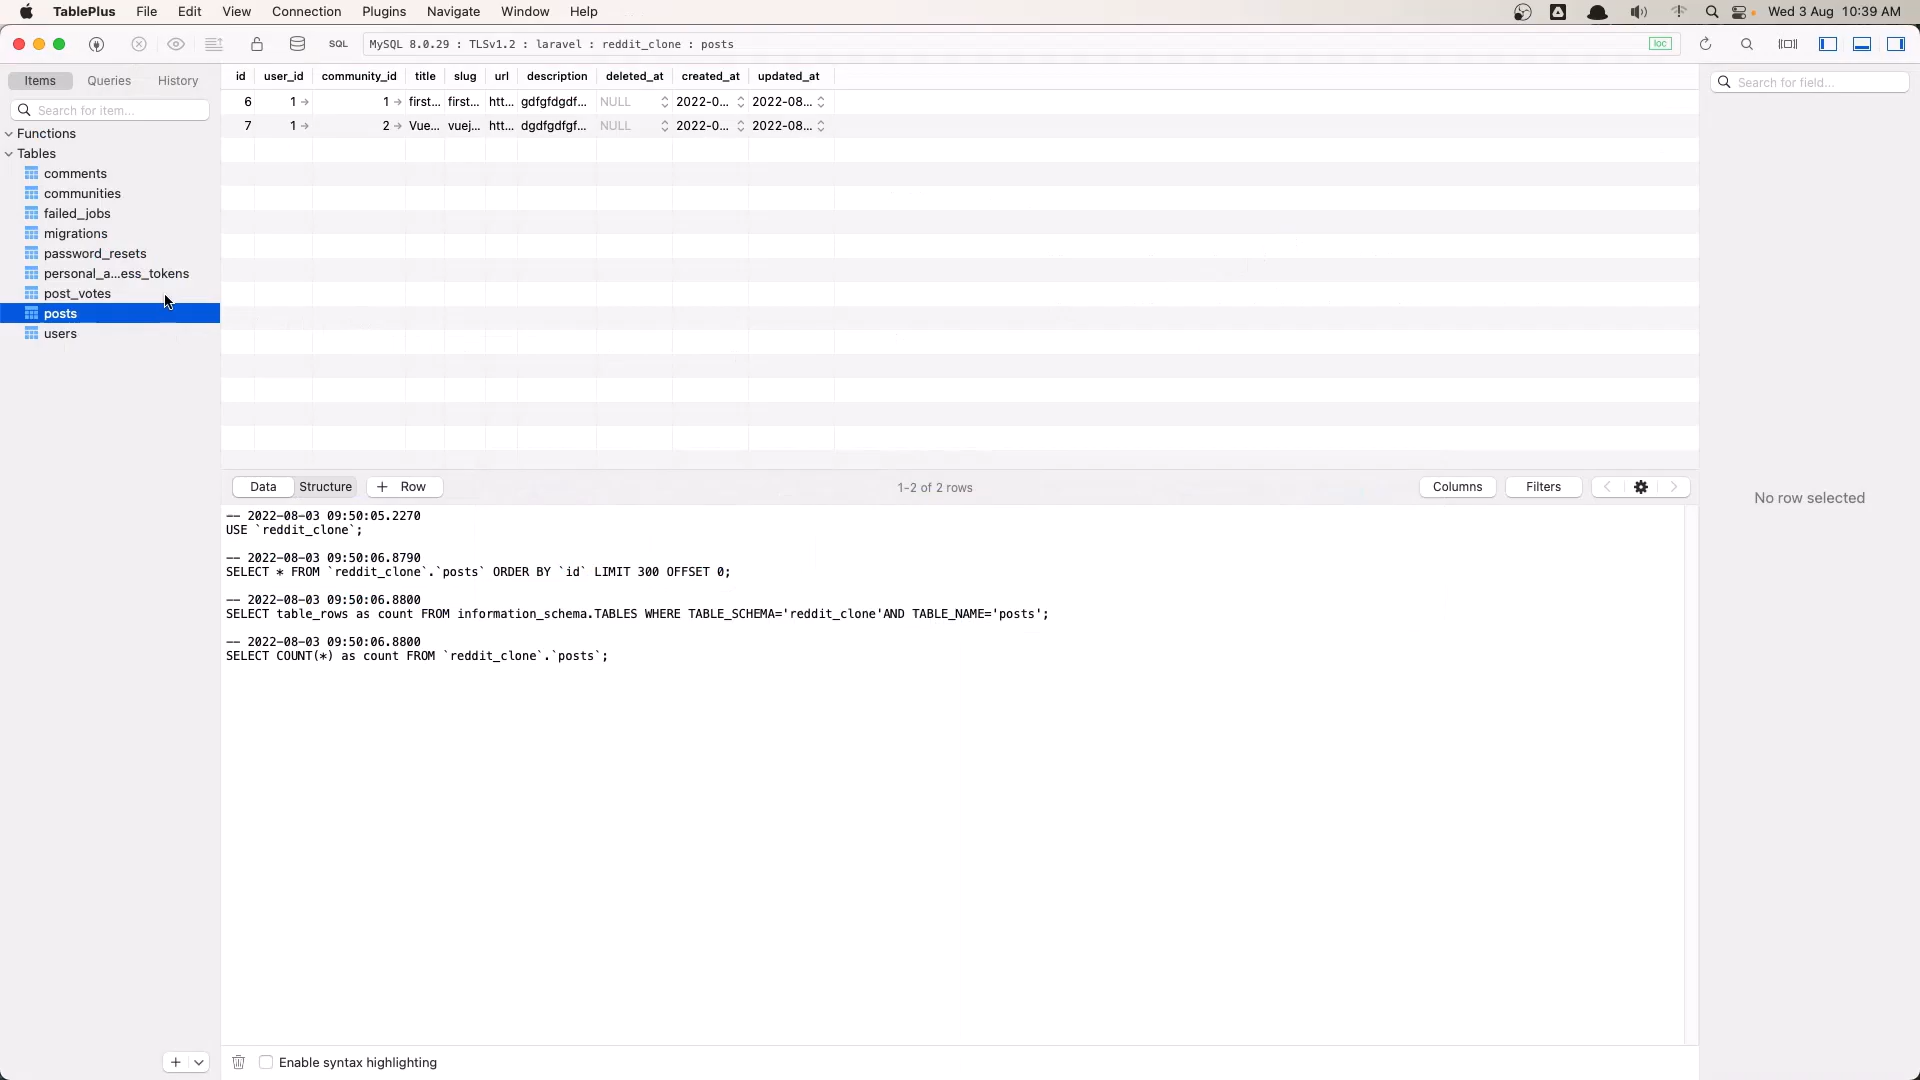 TablePlus File Edit View Connection Plugins Navigate Window Help Wed 3 Aug 10:39 AM
SQL MySQL 8.0.29 : TLSv1.2 : laravel : reddit_clone : posts loc
Items Queries History
Search for item...
Functions
Tables
comments
communities
failed_jobs
migrations
password_resets
personal_a...ess_tokens
post_votes
posts
users
id user_id community_id title slug url description deleted_at created_at updated_at
6 1 → 1 → first... first... htt... gdfgfdgdf... NULL 2022-0... 2022-08...
7 1 → 2 → Vue... vuej... htt... dgdfgdfgf... NULL 2022-0... 2022-08...
Data Structure + Row 1-2 of 2 rows Columns Filters
-- 2022-08-03 09:50:05.2270
USE `reddit_clone`;
-- 2022-08-03 09:50:06.8790
SELECT * FROM `reddit_clone`.`posts` ORDER BY `id` LIMIT 300 OFFSET 0;
-- 2022-08-03 09:50:06.8800
SELECT table_rows as count FROM information_schema.TABLES WHERE TABLE_SCHEMA='reddit_clone'AND TABLE_NAME='posts';
-- 2022-08-03 09:50:06.8800
SELECT COUNT(*) as count FROM `reddit_clone`.`posts`;
Enable syntax highlighting
Search for field...
No row selected